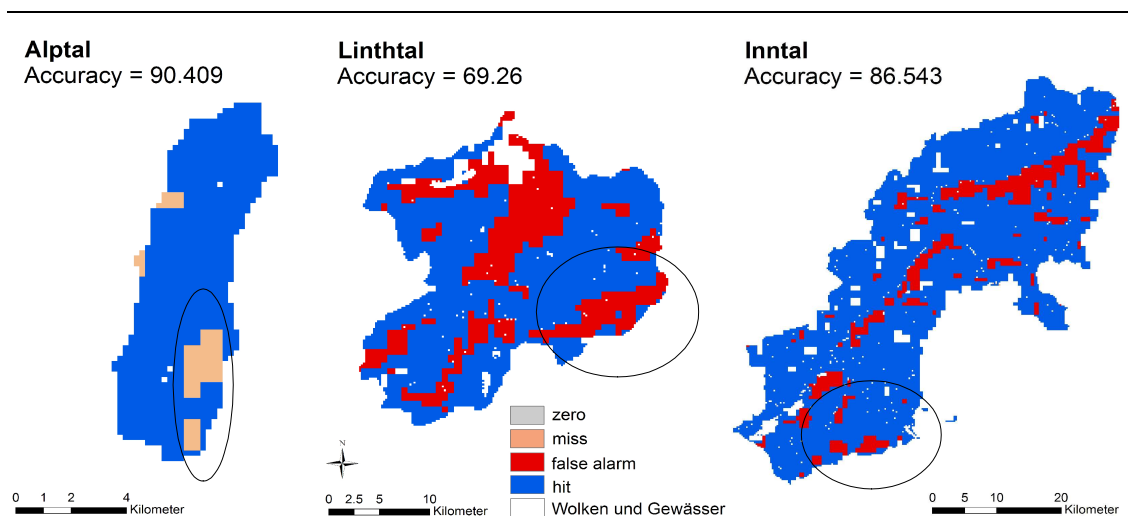 Alptal
Accuracy = 90.409
Linthtal
Accuracy = 69.26
Inntal
Accuracy = 86.543
zero
miss
false alarm
hit
Wolken und Gewässer
N
0 1 2 4
Kilometer
0 2.5 5 10
Kilometer
0 5 10 20
Kilometer